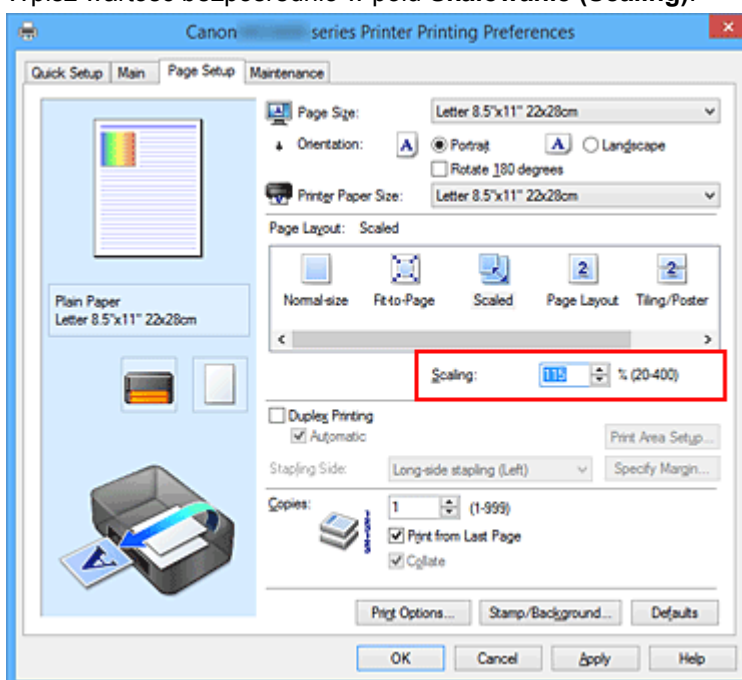 Canon series Printer Printing Preferences
Quick Setup Main Page Setup Maintenance
Page Size: Letter 8.5"x11" 22x28cm
Orientation: A Portrait A Landscape
Rotate 180 degrees
Printer Paper Size: Letter 8.5"x11" 22x28cm
Page Layout: Scaled
Normal-size Fit-to-Page Scaled Page Layout Tiling/Poster
Plain Paper
Letter 8.5"x11" 22x28cm
Scaling: 115 % (20-400)
Duplex Printing
Automatic
Print Area Setup...
Stapling Side: Long-side stapling (Left) Specify Margin...
Copies: 1 (1-999)
Print from Last Page
Collate
Print Options... Stamp/Background... Defaults
OK Cancel Apply Help